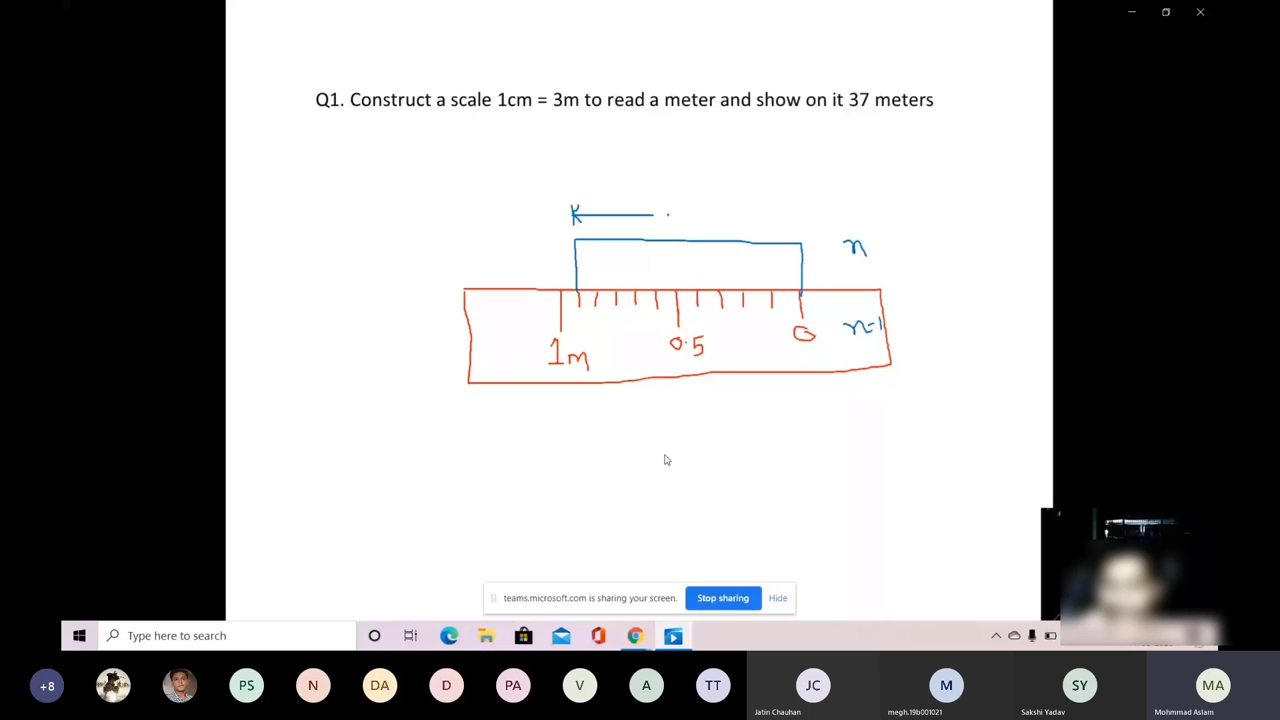 Q1. Construct a scale 1cm = 3m to read a meter and show on it 37 meters
n
n=1
1m 0.5 0
teams.microsoft.com is sharing your screen. Stop sharing Hide
Type here to search
+8 PS N DA D PA V A TT JC M SY MA
Jatin Chauhan megh.19b001021 Sakshi Yadav Mohmmad Aslam